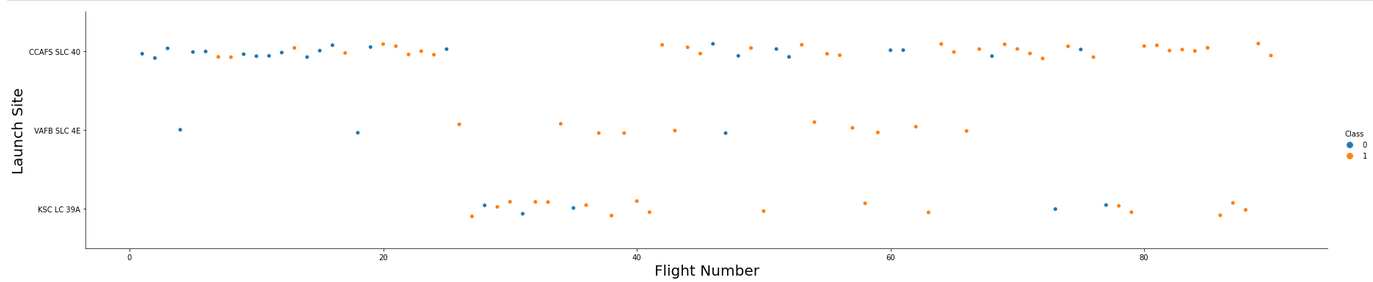 CCAFS SLC 40
VAFB SLC 4E
KSC LC 39A
Launch Site
0 20 40 60 80
Flight Number
Class
0
1